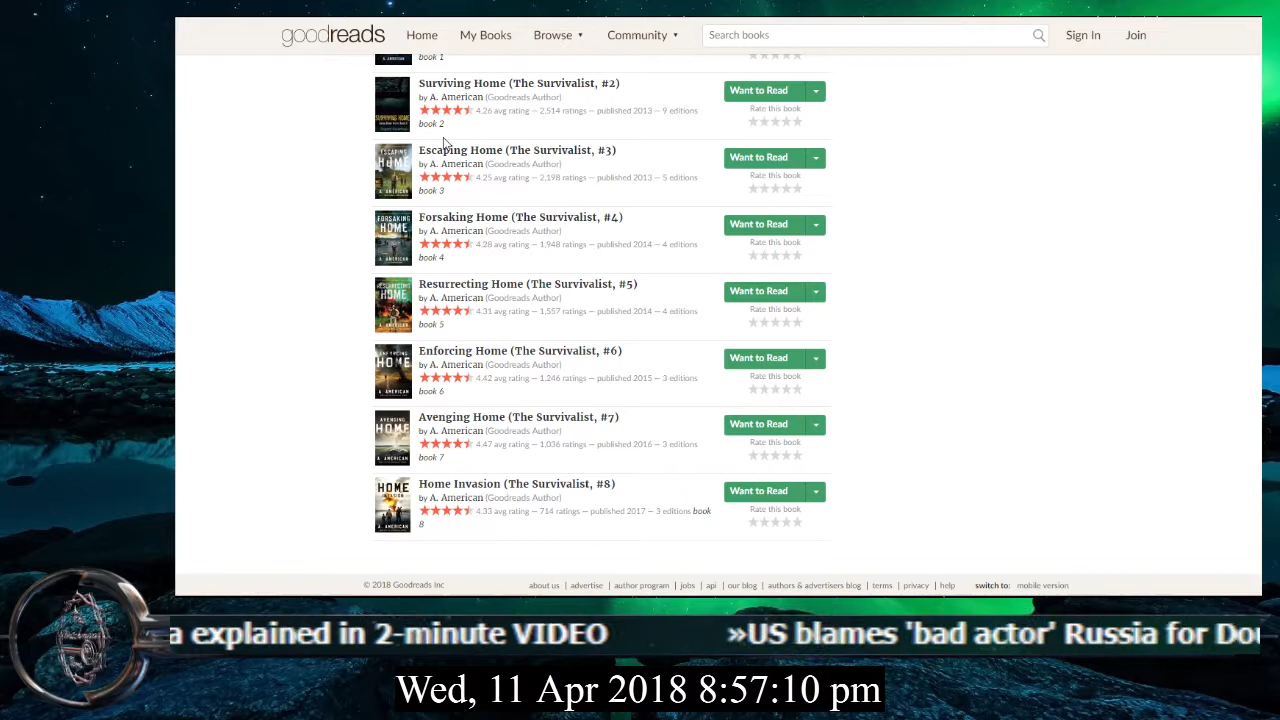 goodreads Home My Books Browse ▾ Community ▾ Search books Sign In Join
book 1
Surviving Home (The Survivalist, #2)
by A. American (Goodreads Author)
4.26 avg rating — 2,514 ratings — published 2013 — 9 editions
book 2
Want to Read
Rate this book
Escaping Home (The Survivalist, #3)
by A. American (Goodreads Author)
4.25 avg rating — 2,198 ratings — published 2013 — 5 editions
book 3
Want to Read
Rate this book
Forsaking Home (The Survivalist, #4)
by A. American (Goodreads Author)
4.28 avg rating — 1,948 ratings — published 2014 — 4 editions
book 4
Want to Read
Rate this book
Resurrecting Home (The Survivalist, #5)
by A. American (Goodreads Author)
4.31 avg rating — 1,557 ratings — published 2014 — 4 editions
book 5
Want to Read
Rate this book
Enforcing Home (The Survivalist, #6)
by A. American (Goodreads Author)
4.42 avg rating — 1,246 ratings — published 2015 — 3 editions
book 6
Want to Read
Rate this book
Avenging Home (The Survivalist, #7)
by A. American (Goodreads Author)
4.47 avg rating — 1,036 ratings — published 2016 — 3 editions
book 7
Want to Read
Rate this book
Home Invasion (The Survivalist, #8)
by A. American (Goodreads Author)
4.33 avg rating — 714 ratings — published 2017 — 3 editions book
8
Want to Read
Rate this book
© 2018 Goodreads Inc about us | advertise | author program | jobs | api | our blog | authors & advertisers blog | terms | privacy | help switch to: mobile version
a explained in 2-minute VIDEO »US blames 'bad actor' Russia for Do
Wed, 11 Apr 2018 8:57:10 pm